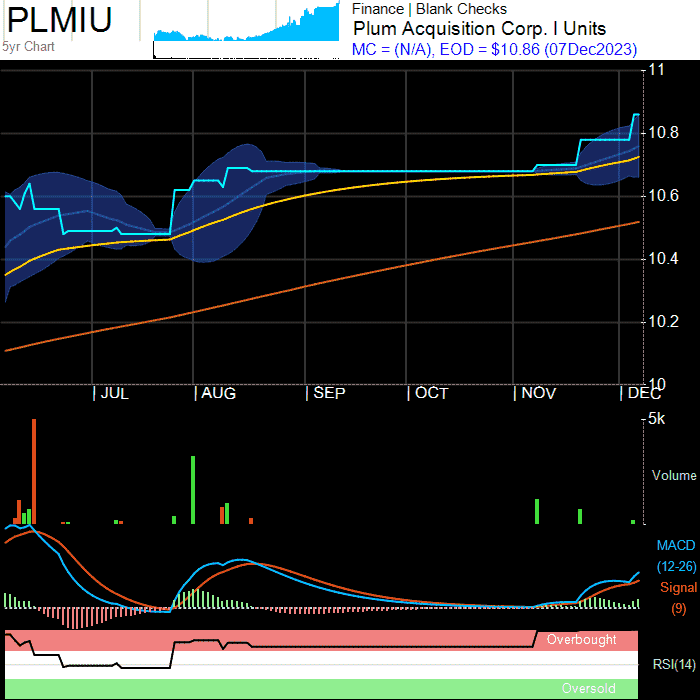 PLMIU
5yr Chart
Finance | Blank Checks
Plum Acquisition Corp. I Units
MC = (N/A), EOD = $10.86 (07Dec2023)
11
10.8
10.6
10.4
10.2
10
JUL AUG SEP OCT NOV DEC
5k
Volume
MACD
(12-26)
Signal
(9)
Overbought
RSI(14)
Oversold